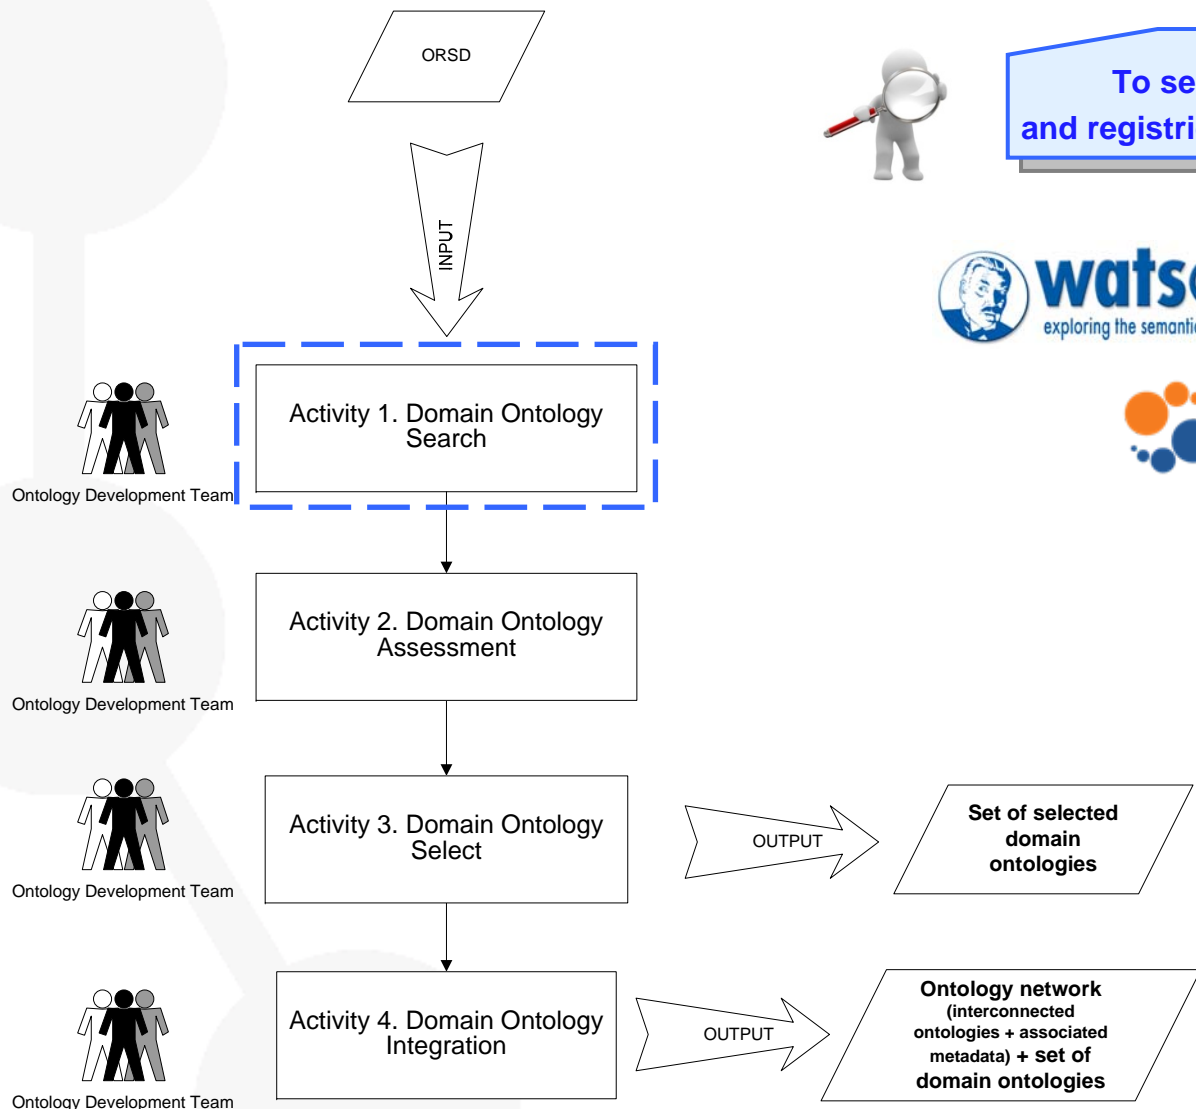 ORSD
To se
and registri
INPUT
wats
exploring the semanti
Activity 1. Domain Ontology
Search
Ontology Development Team
Activity 2. Domain Ontology
Assessment
Ontology Development Team
Activity 3. Domain Ontology
Select
Ontology Development Team
OUTPUT
Set of selected
domain
ontologies
Activity 4. Domain Ontology
Integration
Ontology Development Team
OUTPUT
Ontology network
(interconnected
ontologies + associated
metadata) + set of
domain ontologies